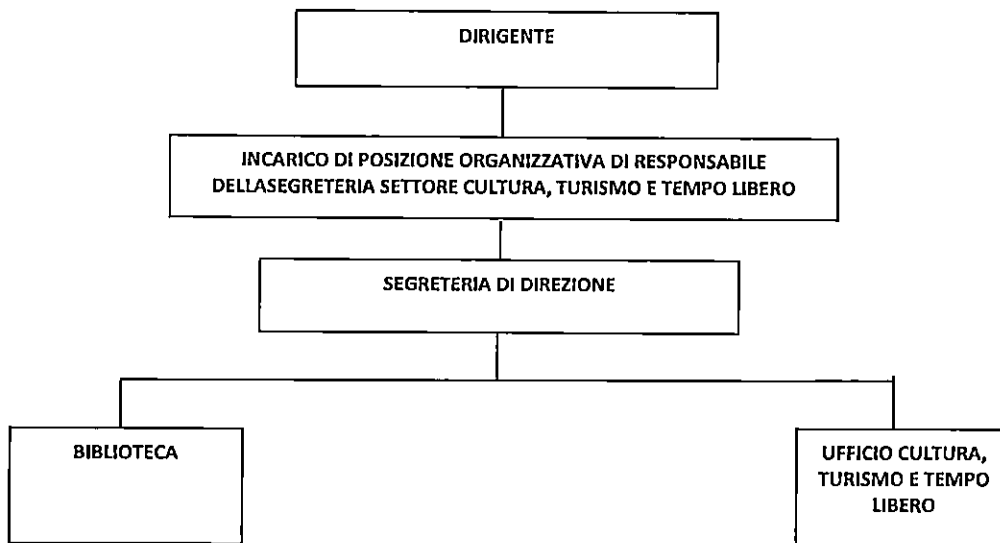 DIRIGENTE
INCARICO DI POSIZIONE ORGANIZZATIVA DI RESPONSABILE
DELLASEGRETERIA SETTORE CULTURA, TURISMO E TEMPO LIBERO
SEGRETERIA DI DIREZIONE
BIBLIOTECA
UFFICIO CULTURA,
TURISMO E TEMPO
LIBERO